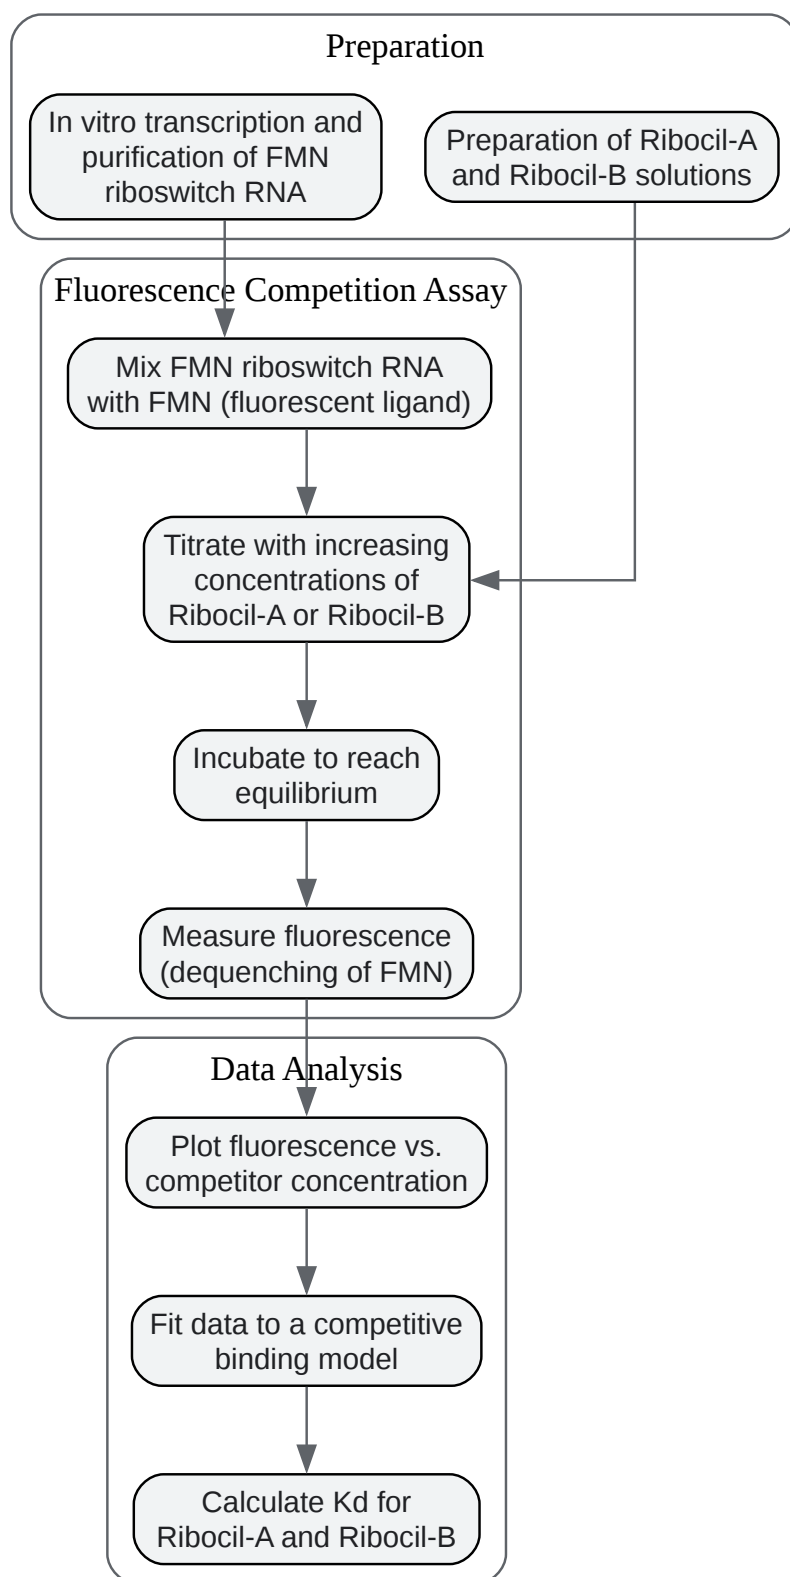 Preparation
In vitro transcription and
purification of FMN
riboswitch RNA
Preparation of Ribocil-A
and Ribocil-B solutions
Fluorescence Competition Assay
Mix FMN riboswitch RNA
with FMN (fluorescent ligand)
Titrate with increasing
concentrations of
Ribocil-A or Ribocil-B
Incubate to reach
equilibrium
Measure fluorescence
(dequenching of FMN)
Data Analysis
Plot fluorescence vs.
competitor concentration
Fit data to a competitive
binding model
Calculate Kd for
Ribocil-A and Ribocil-B